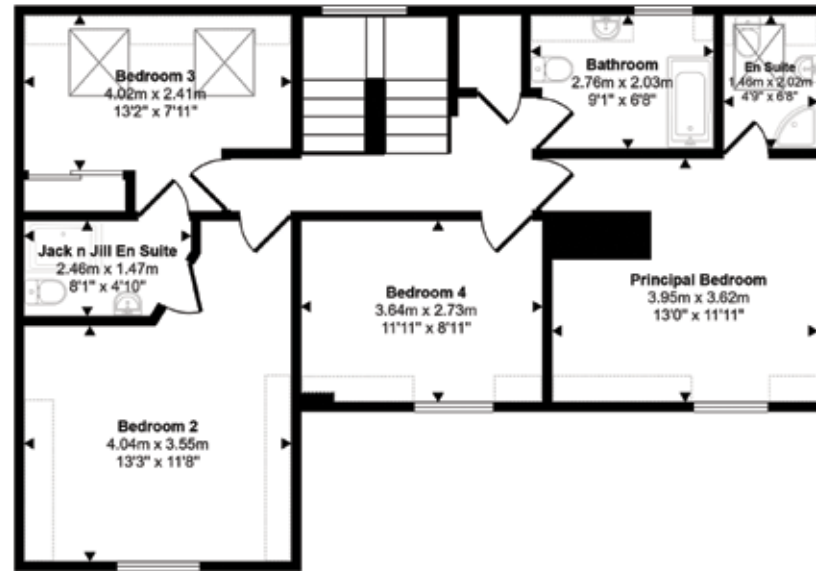 Bedroom 3
4.02m x 2.41m
13'2" x 7'11"
Bathroom
2.76m x 2.03m
9'1" x 6'8"
En Suite
1.46m x 2.02m
4'9" x 6'8"
Jack n Jill En Suite
2.46m x 1.47m
8'1" x 4'10"
Bedroom 4
3.64m x 2.73m
11'11" x 8'11"
Principal Bedroom
3.95m x 3.62m
13'0" x 11'11"
Bedroom 2
4.04m x 3.55m
13'3" x 11'8"